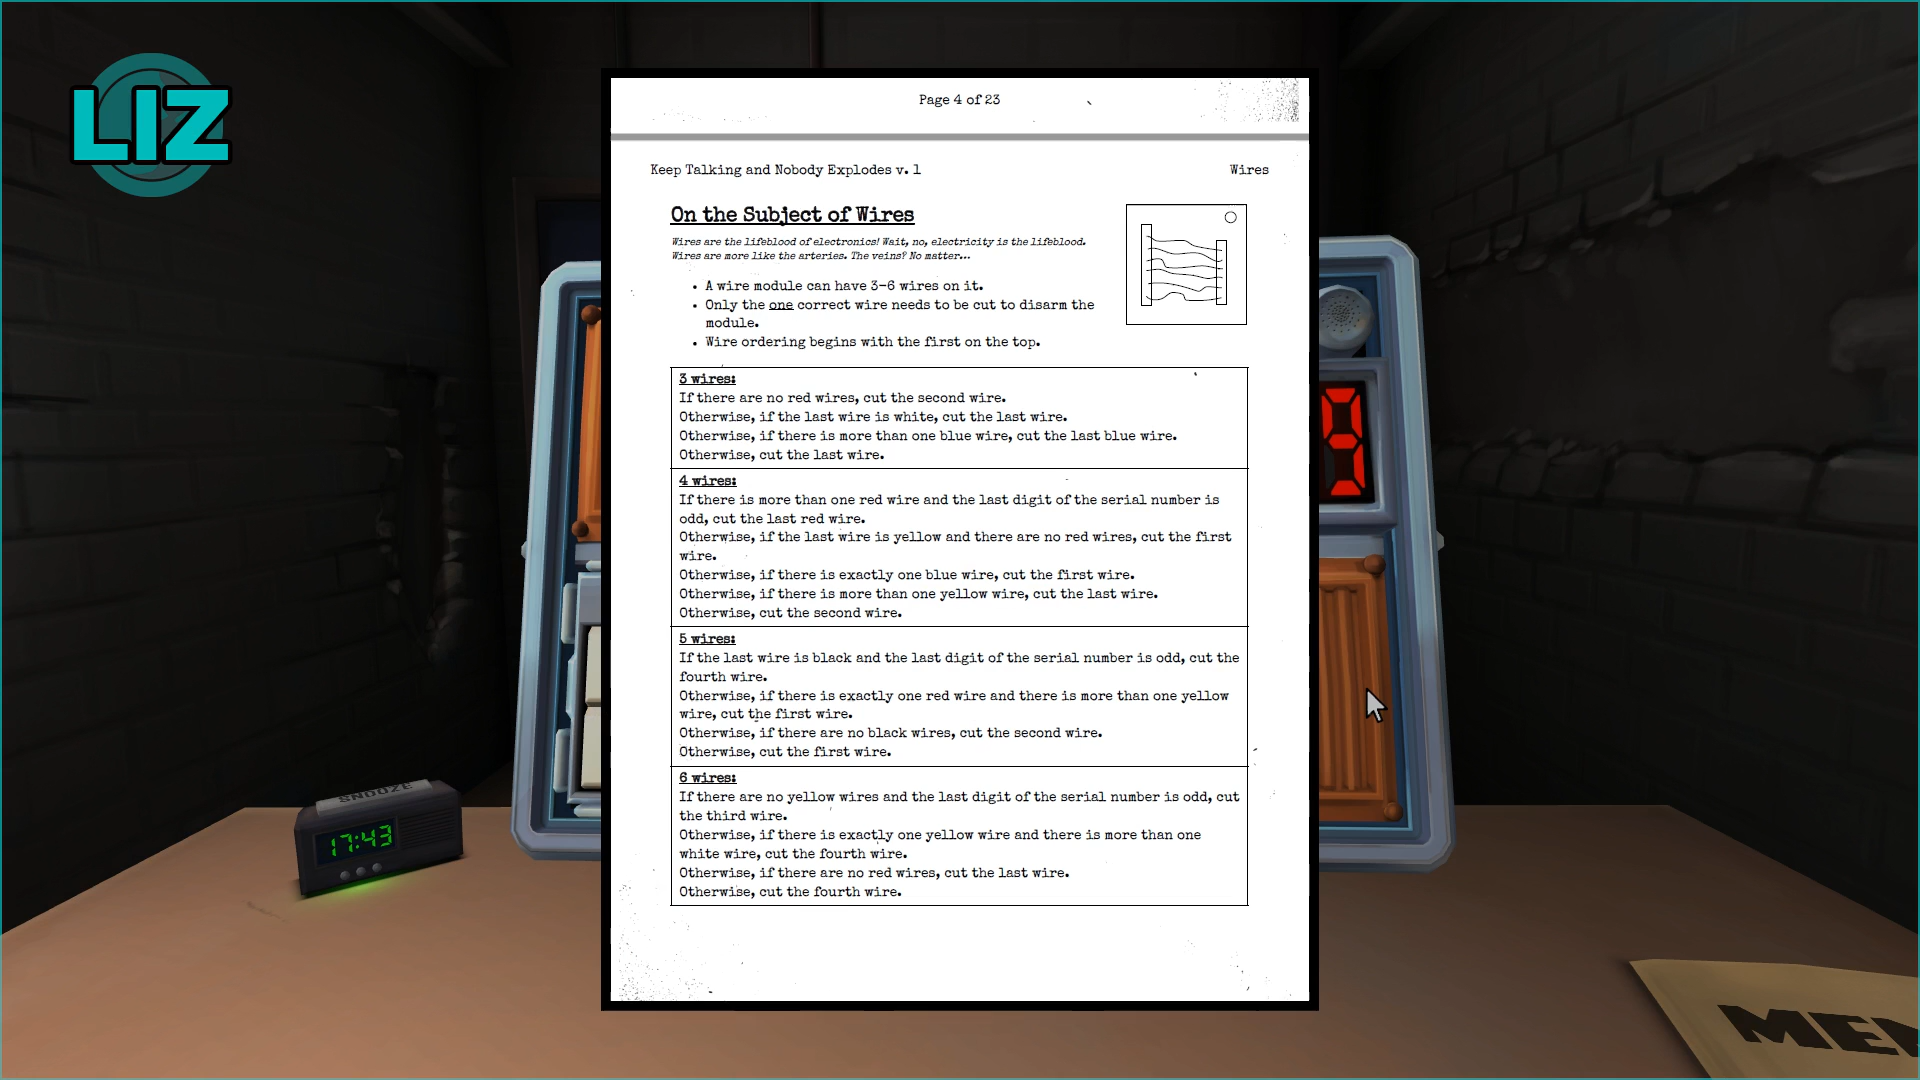 LIZ
Page 4 of 23
Keep Talking and Nobody Explodes v. 1
Wires
On the Subject of Wires
Wires are the lifeblood of electronics! Wait, no, electricity is the lifeblood.
Wires are more like the arteries. The veins? No matter...
• A wire module can have 3-6 wires on it.
• Only the one correct wire needs to be cut to disarm the
module.
• Wire ordering begins with the first on the top.
3 wires:
If there are no red wires, cut the second wire.
Otherwise, if the last wire is white, cut the last wire.
Otherwise, if there is more than one blue wire, cut the last blue wire.
Otherwise, cut the last wire.
4 wires:
If there is more than one red wire and the last digit of the serial number is
odd, cut the last red wire.
Otherwise, if the last wire is yellow and there are no red wires, cut the first
wire.
Otherwise, if there is exactly one blue wire, cut the first wire.
Otherwise, if there is more than one yellow wire, cut the last wire.
Otherwise, cut the second wire.
5 wires:
If the last wire is black and the last digit of the serial number is odd, cut the
fourth wire.
Otherwise, if there is exactly one red wire and there is more than one yellow
wire, cut the first wire.
Otherwise, if there are no black wires, cut the second wire.
Otherwise, cut the first wire.
6 wires:
If there are no yellow wires and the last digit of the serial number is odd, cut
the third wire.
Otherwise, if there is exactly one yellow wire and there is more than one
white wire, cut the fourth wire.
Otherwise, if there are no red wires, cut the last wire.
Otherwise, cut the fourth wire.
SNOOZE
17:43